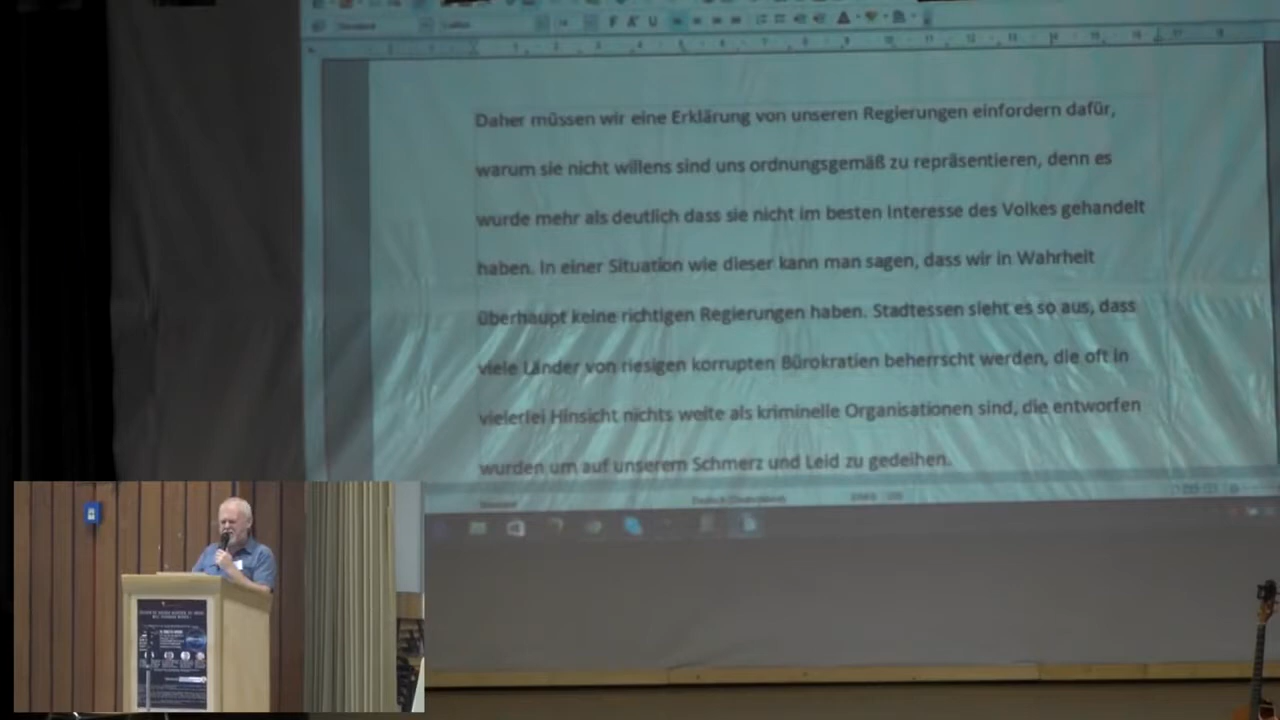 F K U
Daher müssen wir eine Erklärung von unseren Regierungen einfordern dafür,
warum sie nicht willens sind uns ordnungsgemäß zu repräsentieren, denn es
wurde mehr als deutlich dass sie nicht im besten Interesse des Volkes gehandelt
haben. In einer Situation wie dieser kann man sagen, dass wir in Wahrheit
überhaupt keine richtigen Regierungen haben. Stadtessen sieht es so aus, dass
viele Länder von riesigen korrupten Bürokratien beherrscht werden, die oft in
vielerlei Hinsicht nichts weite als kriminelle Organisationen sind, die entworfen
wurden um auf unserem Schmerz und Leid zu gedeihen.